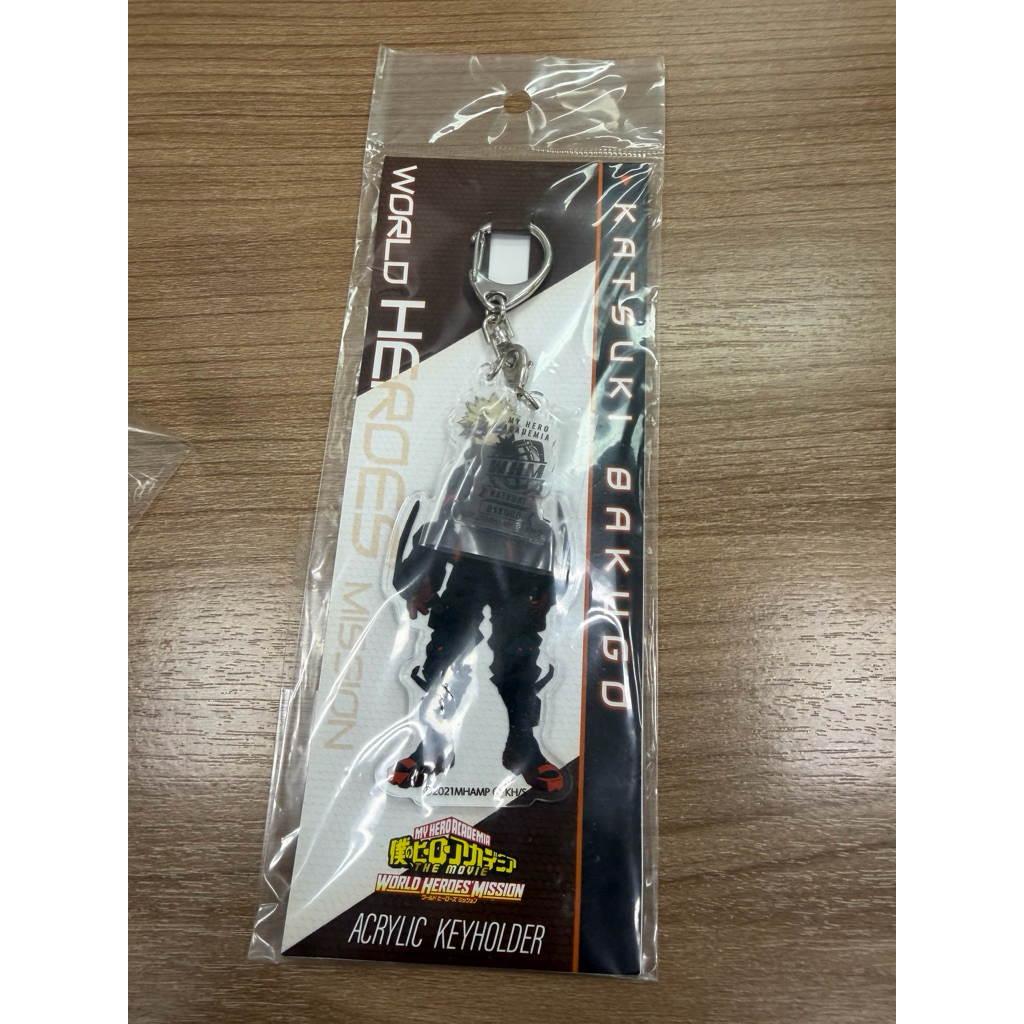 WORLD HEROES MISSION
KATSUKI BAKUGO
MY HERO
ACADEMIA
©2021MHAMP © KH/S
MY HERO ACADEMIA
僕のヒーローアカデミア
THE MOVIE
WORLD HEROES' MISSION
ワールド ヒーローズ ミッション
ACRYLIC KEYHOLDER